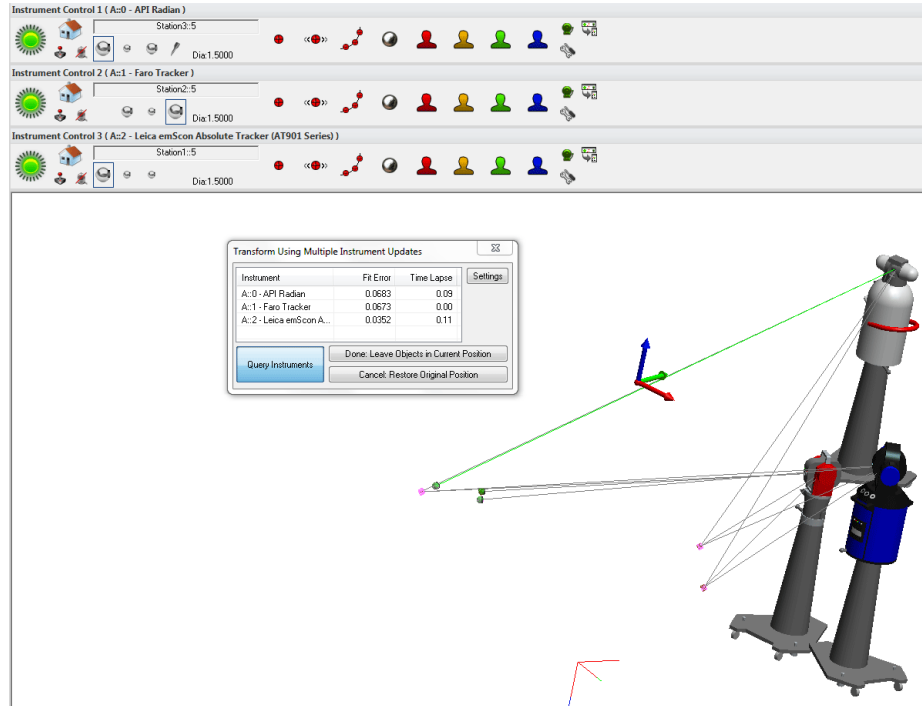 Instrument Control 1 ( A::0 - API Radian )
Station3::5
Dia:1.5000
Instrument Control 2 ( A::1 - Faro Tracker )
Station2::5
Dia:1.5000
Instrument Control 3 ( A::2 - Leica emScon Absolute Tracker (AT901 Series) )
Station1::5
Dia:1.5000
Transform Using Multiple Instrument Updates
Instrument Fit Error Time Lapse
Settings
A::0 - API Radian 0.0683 0.09
A::1 - Faro Tracker 0.0673 0.00
A::2 - Leica emScon A... 0.0352 0.11
Query Instruments
Done: Leave Objects in Current Position
Cancel: Restore Original Position